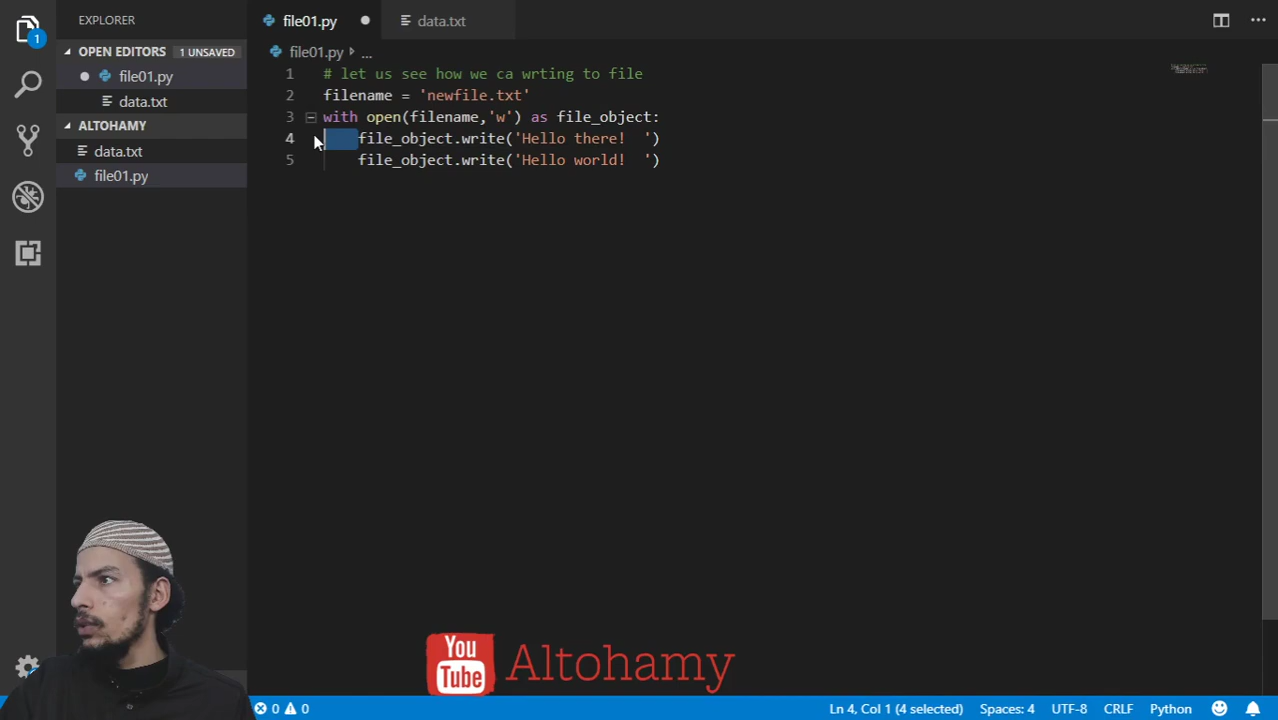 EXPLORER
file01.py
data.txt
1
OPEN EDITORS 1 UNSAVED
file01.py
data.txt
ALTOHAMY
data.txt
file01.py
file01.py ...
1 # let us see how we ca wrting to file
2 filename = 'newfile.txt'
3 with open(filename,'w') as file_object:
4 file_object.write('Hello there!  ')
5 file_object.write('Hello world!  ')
You
Tube Altohamy
0 0 Ln 4, Col 1 (4 selected) Spaces: 4 UTF-8 CRLF Python